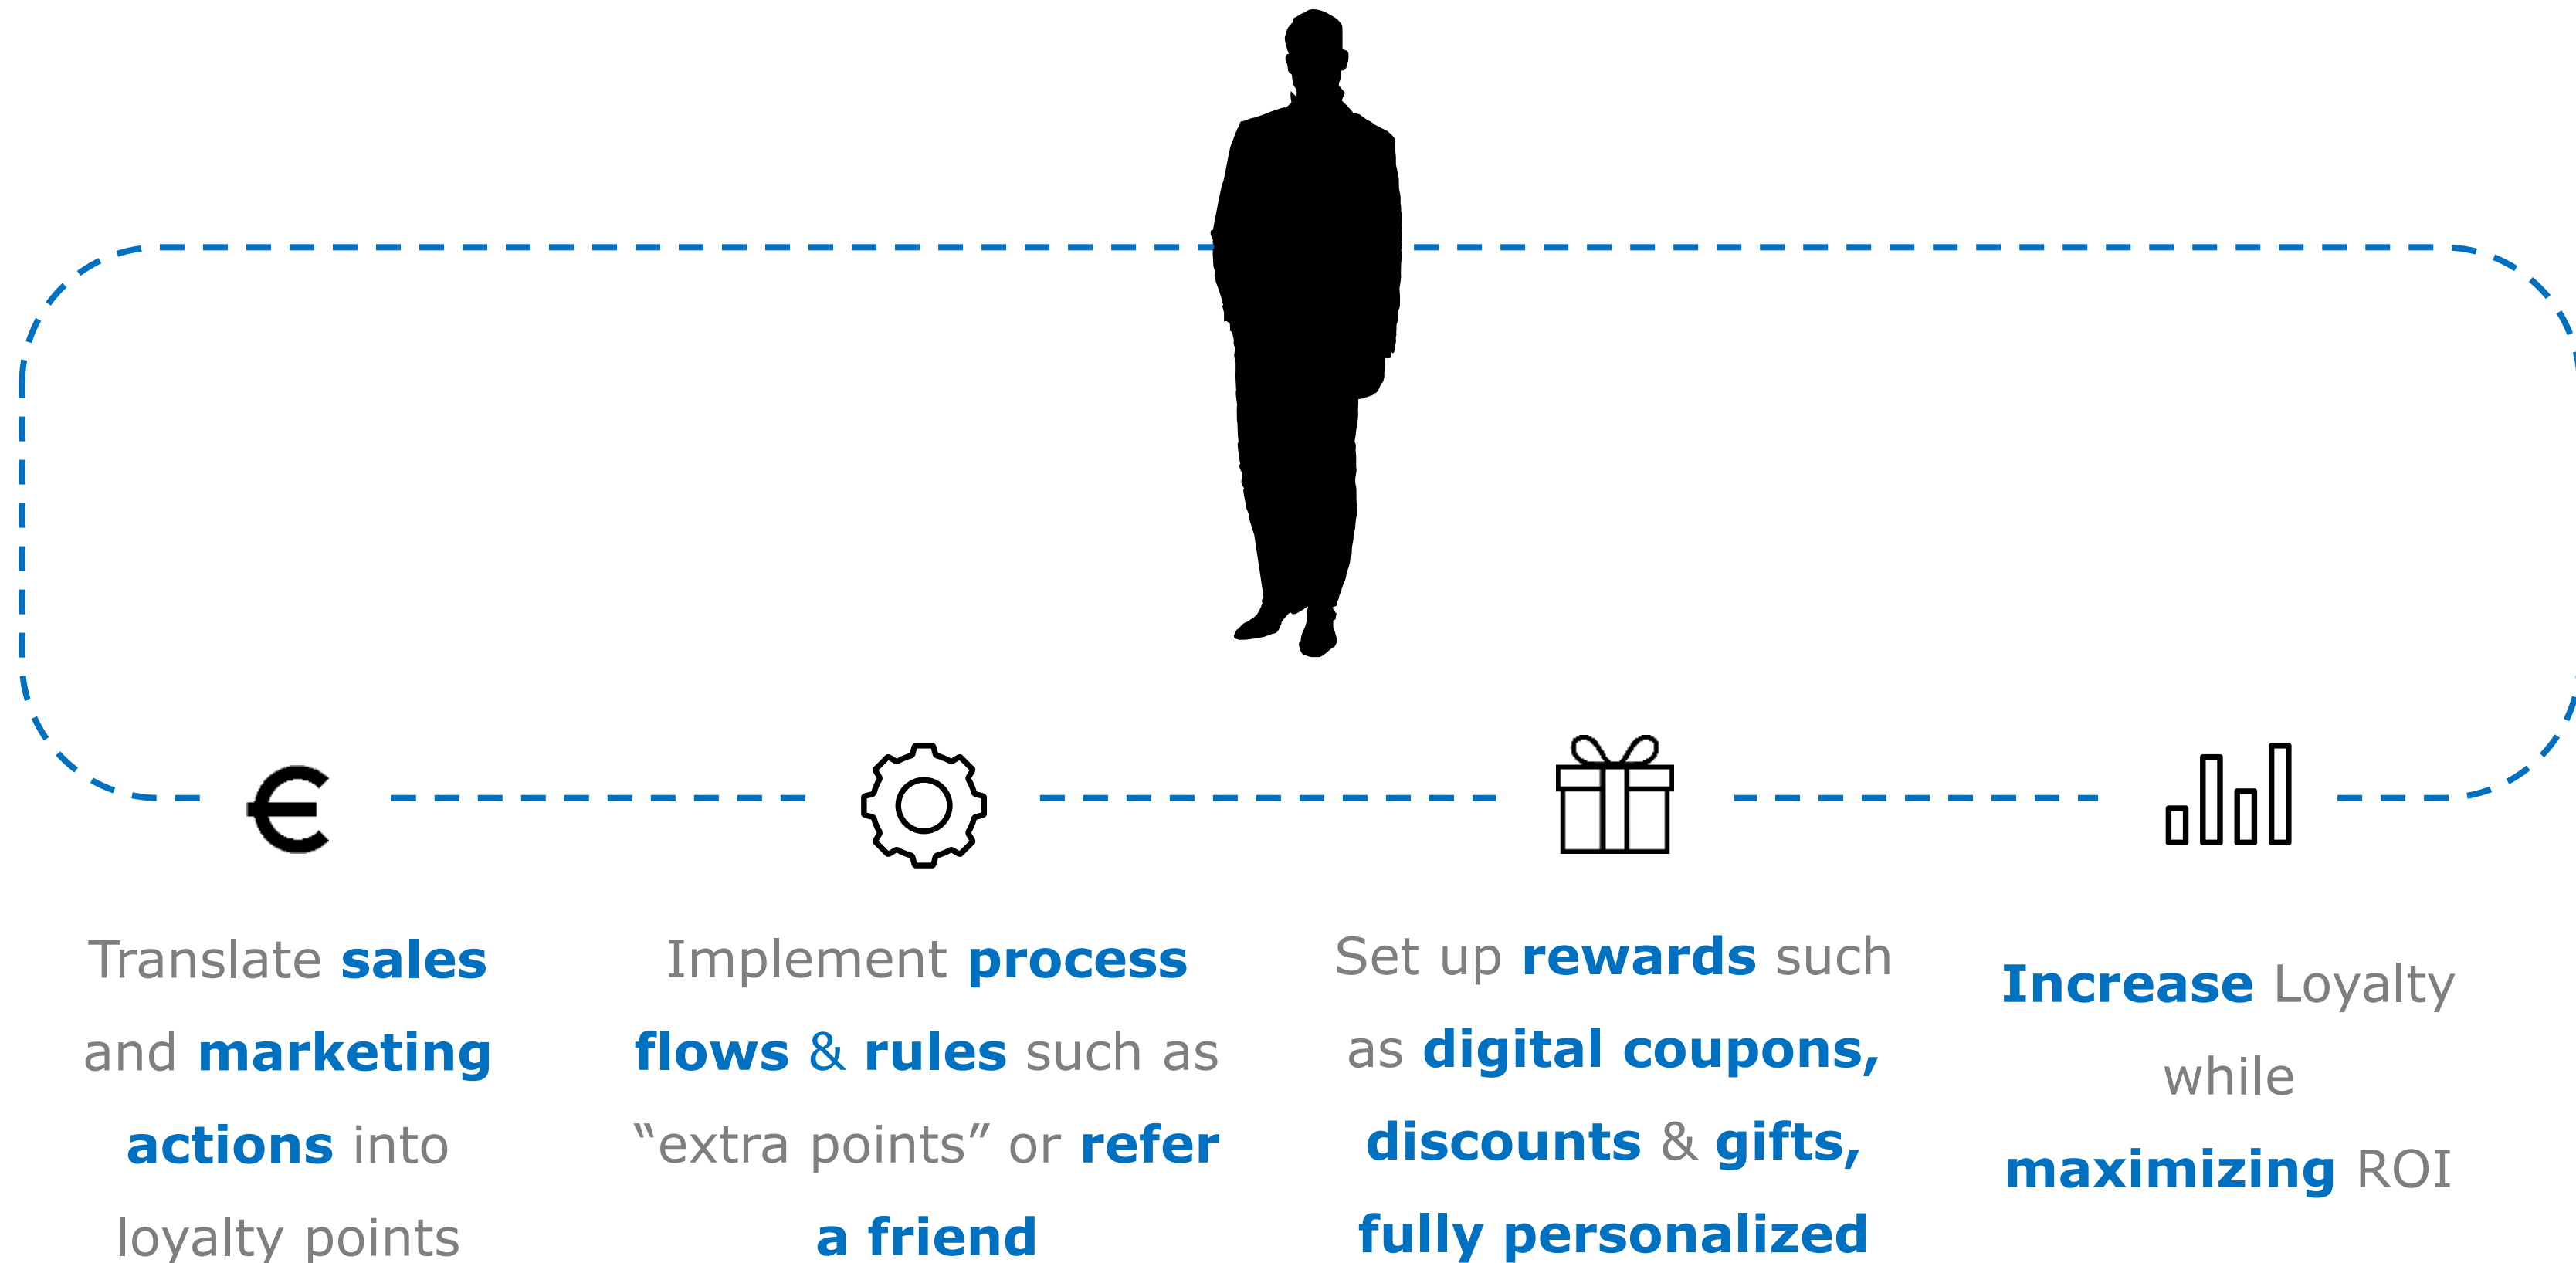 Translate sales
and marketing
actions into
loyalty points
Implement process
flows & rules such as
“extra points” or refer
a friend
Set up rewards such
as digital coupons,
discounts & gifts,
fully personalized
Increase Loyalty
while
maximizing ROI